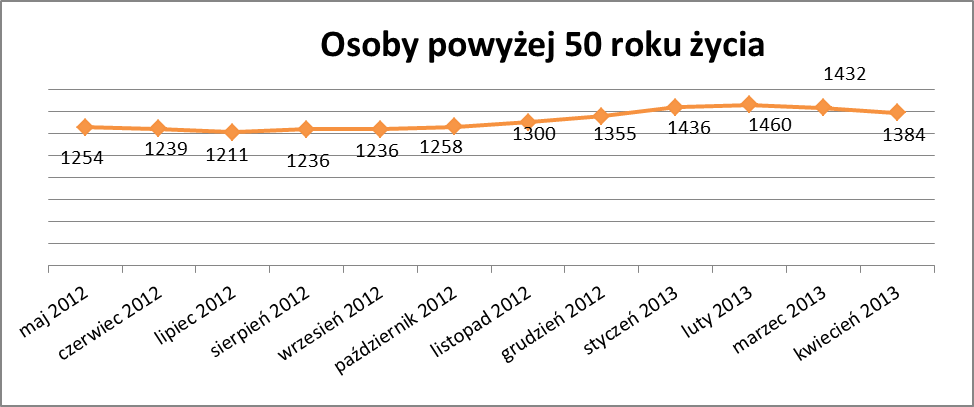 Osoby powyżej 50 roku życia
1254
1239
1211
1236
1236
1258
1300
1355
1436
1460
1432
1384
maj 2012
czerwiec 2012
lipiec 2012
sierpień 2012
wrzesień 2012
październik 2012
listopad 2012
grudzień 2012
styczeń 2013
luty 2013
marzec 2013
kwiecień 2013